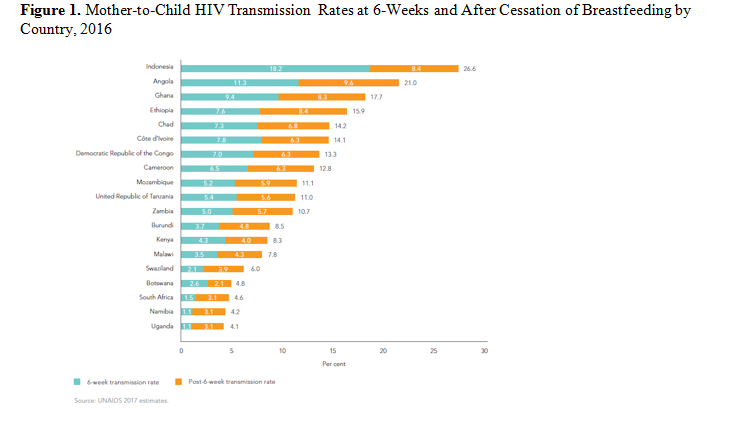 Figure 1. Mother-to-Child HIV Transmission Rates at 6-Weeks and After Cessation of Breastfeeding by
Country, 2016
Indonesia 18.2 8.4 26.6
Angola 11.3 9.6 21.0
Ghana 9.4 8.3 17.7
Ethiopia 7.6 8.4 15.9
Chad 7.3 6.8 14.2
Côte d'Ivoire 7.8 6.3 14.1
Democratic Republic of the Congo 7.0 6.3 13.3
Cameroon 6.5 6.3 12.8
Mozambique 5.2 5.9 11.1
United Republic of Tanzania 5.4 5.6 11.0
Zambia 5.0 5.7 10.7
Burundi 3.7 4.8 8.5
Kenya 4.3 4.0 8.3
Malawi 3.5 4.3 7.8
Swaziland 2.1 3.9 6.0
Botswana 2.6 2.1 4.8
South Africa 1.5 3.1 4.6
Namibia 1.1 3.1 4.2
Uganda 1.1 3.1 4.1
0 5 10 15 20 25 30
Per cent
6-week transmission rate Post-6-week transmission rate
Source: UNAIDS 2017 estimates.